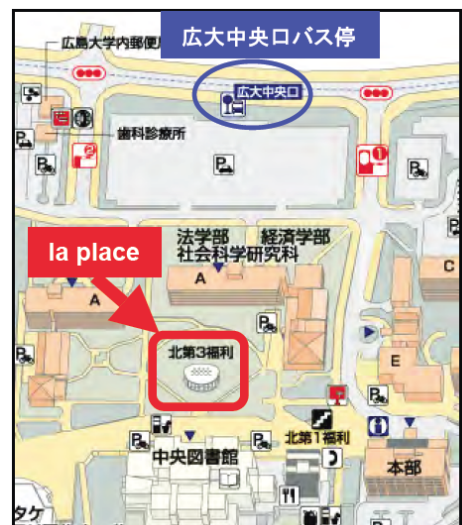 広島大学内郵便
広大中央口バス停
広大中央口
歯科診療所
2
1
P
P
P
P
P
la place
法学部 経済学部
社会科学研究科
A
A
C
P
北第3福利
E
P
P
P
P
P
北第1福利
中央図書館
本部
タケ
P